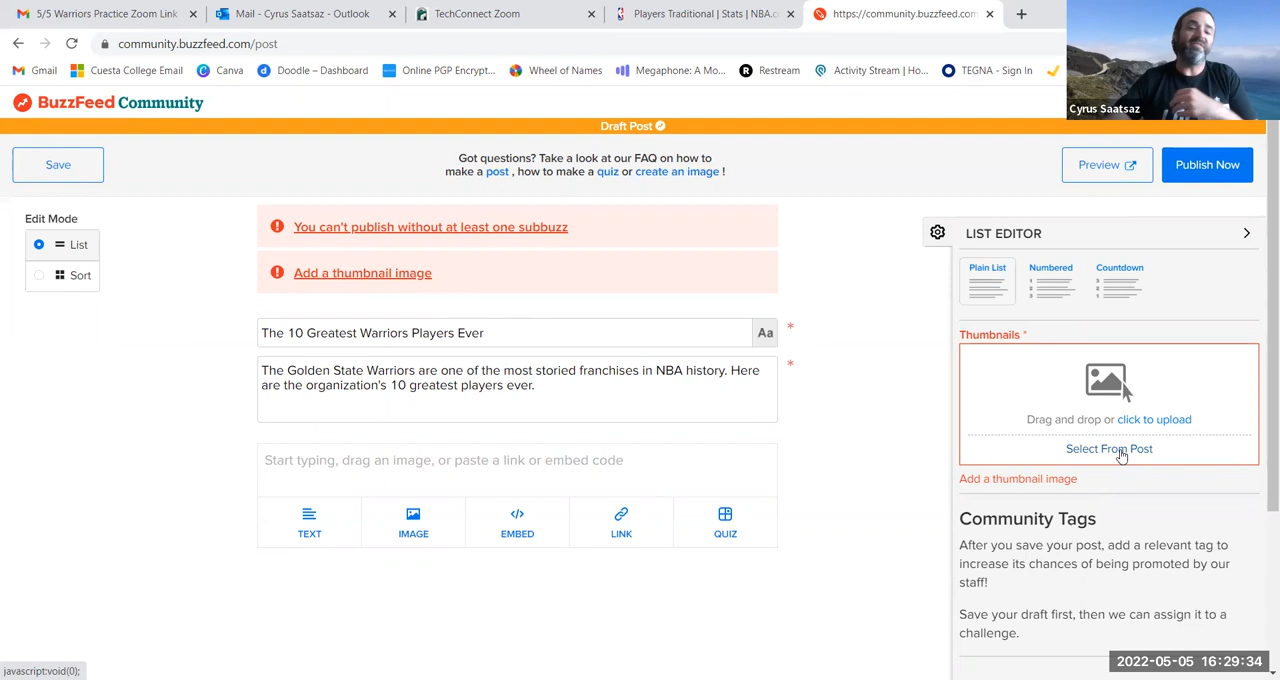 5/5 Warriors Practice Zoom Link
Mail - Cyrus Saatsaz - Outlook
TechConnect Zoom
Players Traditional | Stats | NBA.c
https://community.buzzfeed.com
community.buzzfeed.com/post
Gmail
Cuesta College Email
Canva
Doodle – Dashboard
Online PGP Encrypt...
Wheel of Names
Megaphone: A Mo...
Restream
Activity Stream | Ho...
TEGNA - Sign In
Cyrus Saatsaz
BuzzFeed Community
Draft Post
Save
Got questions? Take a look at our FAQ on how to
make a post , how to make a quiz or create an image !
Preview
Publish Now
Edit Mode
List
Sort
You can't publish without at least one subbuzz
Add a thumbnail image
The 10 Greatest Warriors Players Ever
Aa
*
The Golden State Warriors are one of the most storied franchises in NBA history. Here
are the organization's 10 greatest players ever.
*
Start typing, drag an image, or paste a link or embed code
TEXT
IMAGE
EMBED
LINK
QUIZ
LIST EDITOR
Plain List
Numbered
Countdown
Thumbnails *
Drag and drop or click to upload
Select From Post
Add a thumbnail image
Community Tags
After you save your post, add a relevant tag to
increase its chances of being promoted by our
staff!
Save your draft first, then we can assign it to a
challenge.
javascript:void(0);
2022-05-05 16:29:34